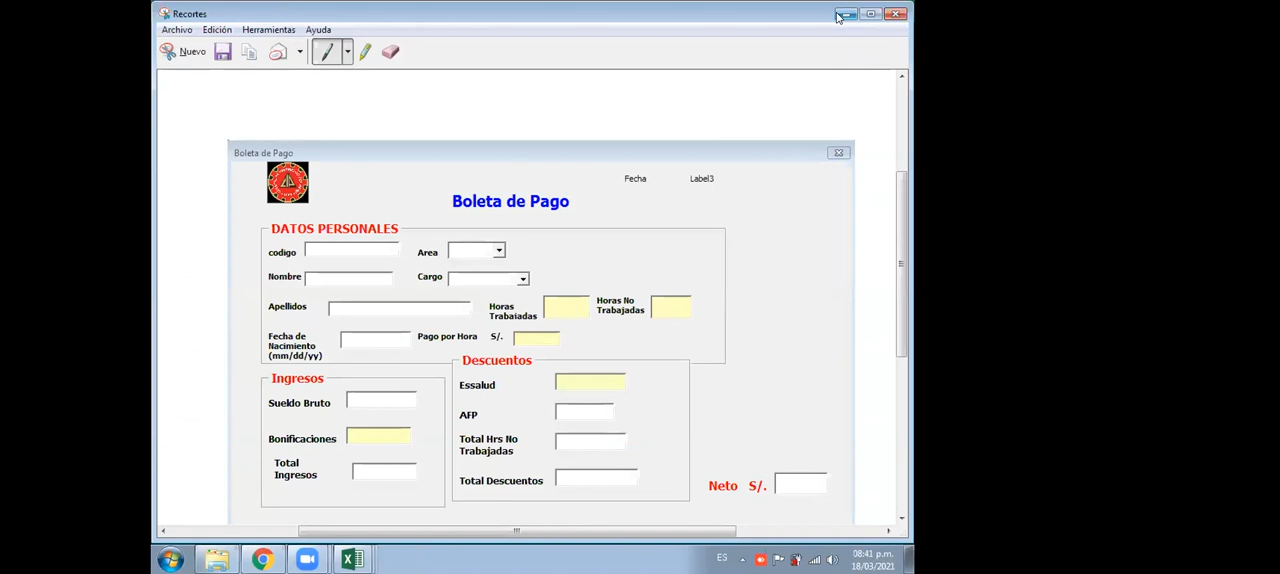 Recortes
Archivo Edición Herramientas Ayuda
Nuevo
Boleta de Pago
Fecha Label3
Boleta de Pago
DATOS PERSONALES
codigo Area
Nombre Cargo
Apellidos Horas Trabajadas Horas No Trabajadas
Fecha de Nacimiento (mm/dd/yy) Pago por Hora S/.
Descuentos
Ingresos
Essalud
Sueldo Bruto
AFP
Bonificaciones
Total Hrs No Trabajadas
Total Ingresos
Total Descuentos
Neto S/.
ES
08:41 p.m.
18/03/2021